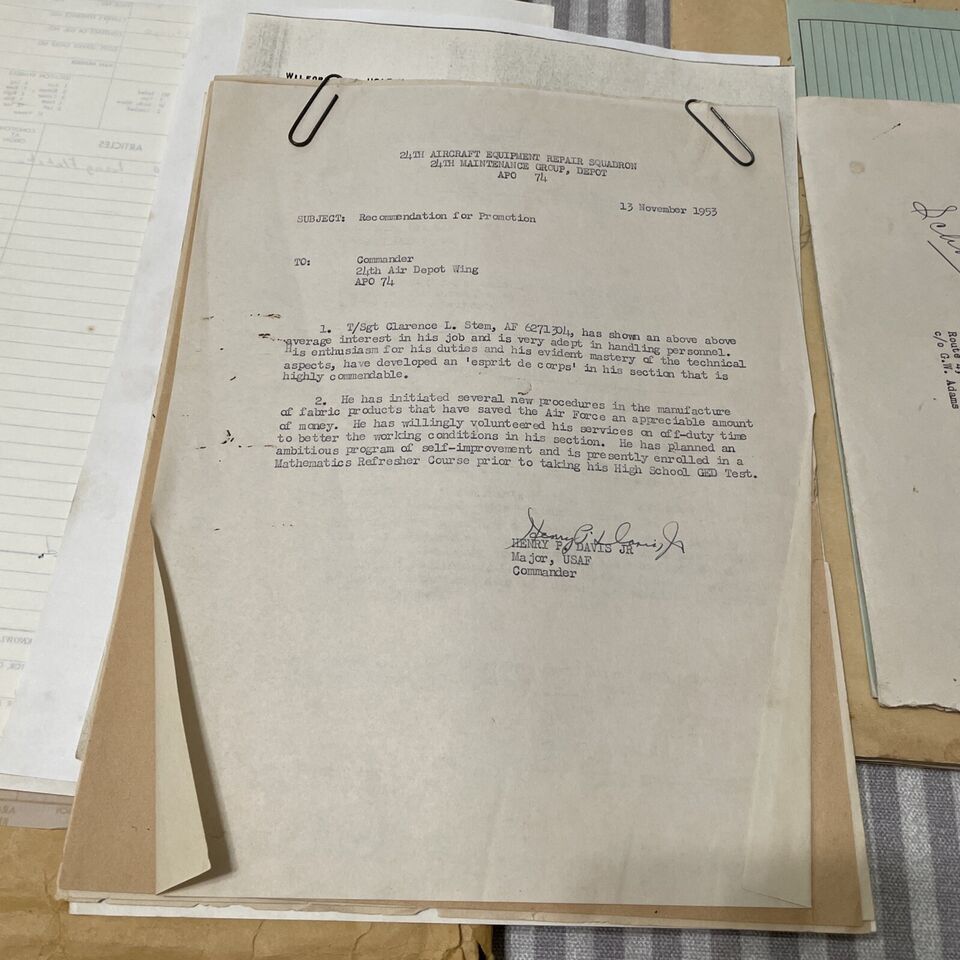 24TH AIRCRAFT EQUIPMENT REPAIR SQUADRON
24TH MAINTENANCE GROUP, DEPOT
APO 74
13 November 1953
SUBJECT: Recommendation for Promotion
TO: Commander
24th Air Depot Wing
APO 74
1. T/Sgt Clarence L. Stem, AF 6271304, has shown an above above
average interest in his job and is very adept in handling personnel.
His enthusiasm for his duties and his evident mastery of the technical
aspects, have developed an 'esprit de corps' in his section that is
highly commendable.
2. He has initiated several new procedures in the manufacture
of fabric products that have saved the Air Force an appreciable amount
of money. He has willingly volunteered his services on off-duty time
to better the working conditions in his section. He has planned an
ambitious program of self-improvement and is presently enrolled in a
Mathematics Refresher Course prior to taking his High School GED Test.
HENRY P. DAVIS JR
Major, USAF
Commander
c/o G.W. Adams
ARTICLES